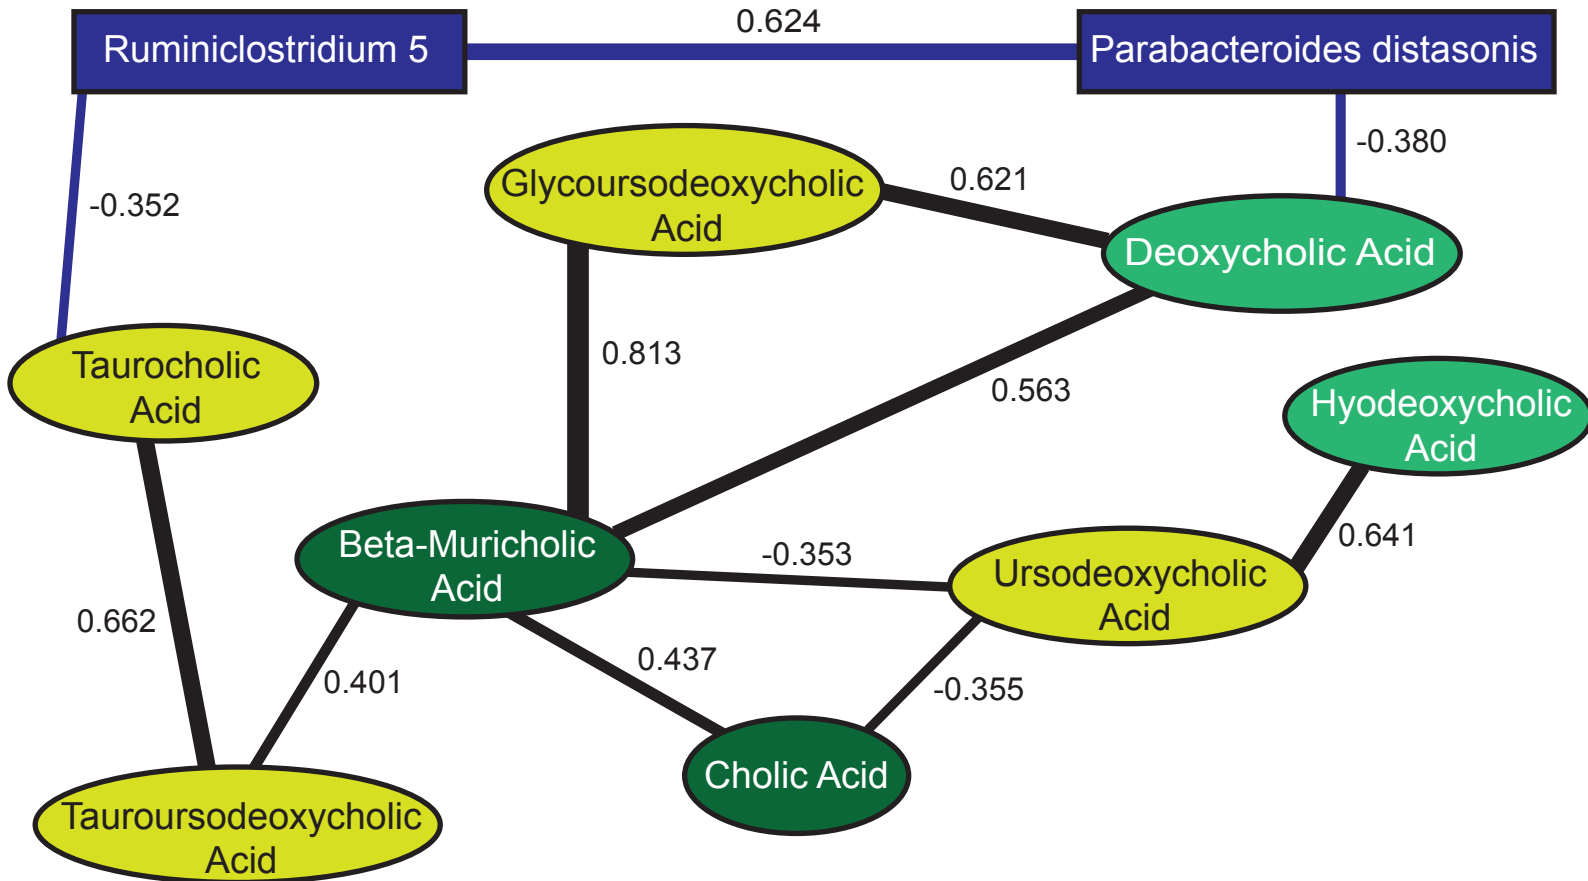 0.624
Ruminiclostridium 5
Parabacteroides distasonis
-0.380
Glycoursodeoxycholic
Acid
0.621
-0.352
Deoxycholic Acid
0.813
Taurocholic
Acid
0.563
Hyodeoxycholic
Acid
Beta-Muricholic
Acid
-0.353
Ursodeoxycholic
Acid
0.641
0.662
0.401
0.437
-0.355
Cholic Acid
Tauroursodeoxycholic
Acid